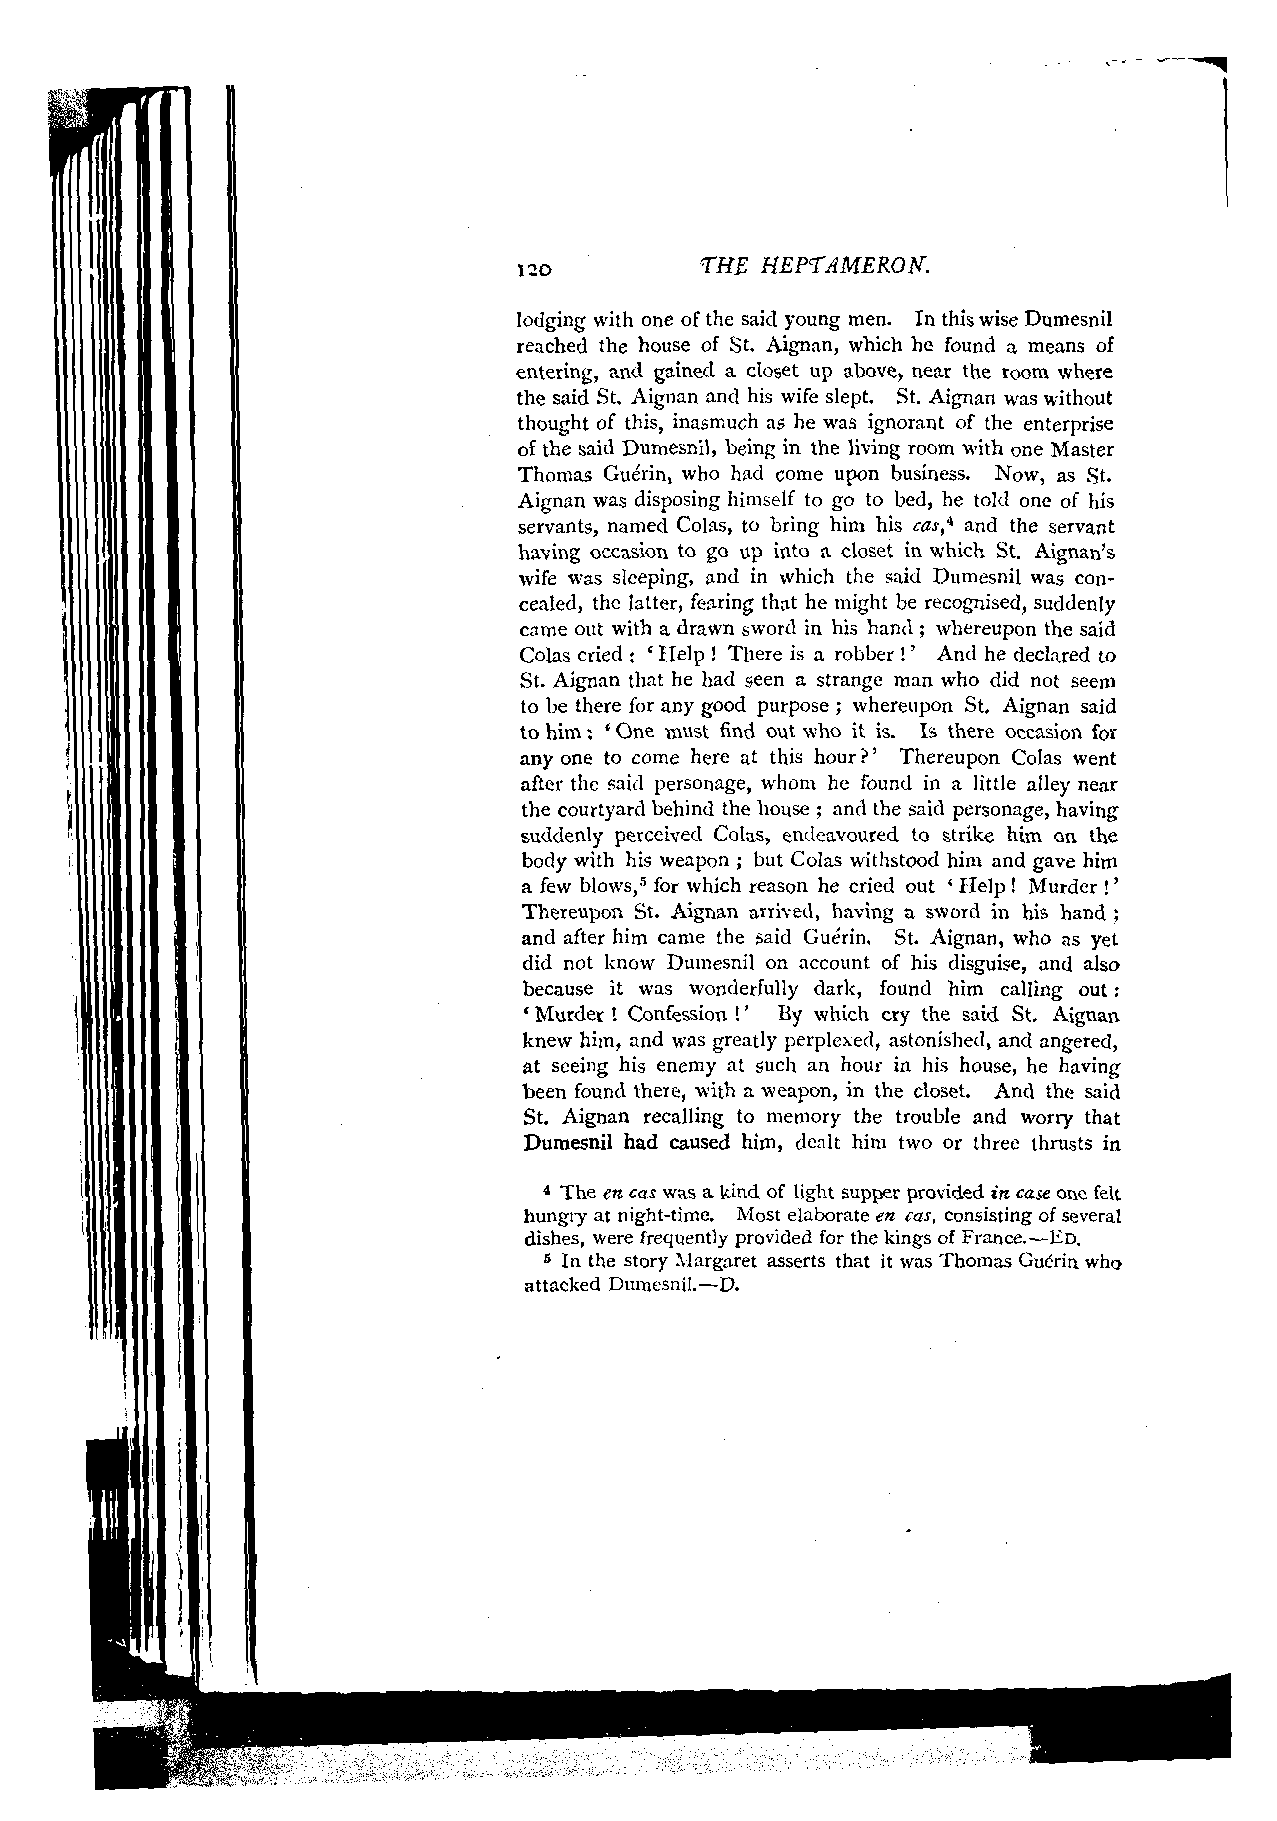 120 THE HEPTAMERON.
lodging with one of the said young men. In this wise Dumesnil
reached the house of St. Aignan, which he found a means of
entering, and gained a closet up above, near the room where
the said St. Aignan and his wife slept. St. Aignan was without
thought of this, inasmuch as he was ignorant of the enterprise
of the said Dumesnil, being in the living room with one Master
Thomas Guérin, who had come upon business. Now, as St.
Aignan was disposing himself to go to bed, he told one of his
servants, named Colas, to bring him his cas,⁴ and the servant
having occasion to go up into a closet in which St. Aignan's
wife was sleeping, and in which the said Dumesnil was con-
cealed, the latter, fearing that he might be recognised, suddenly
came out with a drawn sword in his hand ; whereupon the said
Colas cried : ‘Help ! There is a robber !’ And he declared to
St. Aignan that he had seen a strange man who did not seem
to be there for any good purpose ; whereupon St. Aignan said
to him : ‘One must find out who it is. Is there occasion for
any one to come here at this hour ?’ Thereupon Colas went
after the said personage, whom he found in a little alley near
the courtyard behind the house ; and the said personage, having
suddenly perceived Colas, endeavoured to strike him on the
body with his weapon ; but Colas withstood him and gave him
a few blows,⁵ for which reason he cried out ‘Help ! Murder !’
Thereupon St. Aignan arrived, having a sword in his hand ;
and after him came the said Guérin. St. Aignan, who as yet
did not know Dumesnil on account of his disguise, and also
because it was wonderfully dark, found him calling out :
‘Murder ! Confession !’ By which cry the said St. Aignan
knew him, and was greatly perplexed, astonished, and angered,
at seeing his enemy at such an hour in his house, he having
been found there, with a weapon, in the closet. And the said
St. Aignan recalling to memory the trouble and worry that
Dumesnil had caused him, dealt him two or three thrusts in
⁴ The en cas was a kind of light supper provided in case one felt
hungry at night-time. Most elaborate en cas, consisting of several
dishes, were frequently provided for the kings of France.—ED.
⁵ In the story Margaret asserts that it was Thomas Guérin who
attacked Dumesnil.—D.